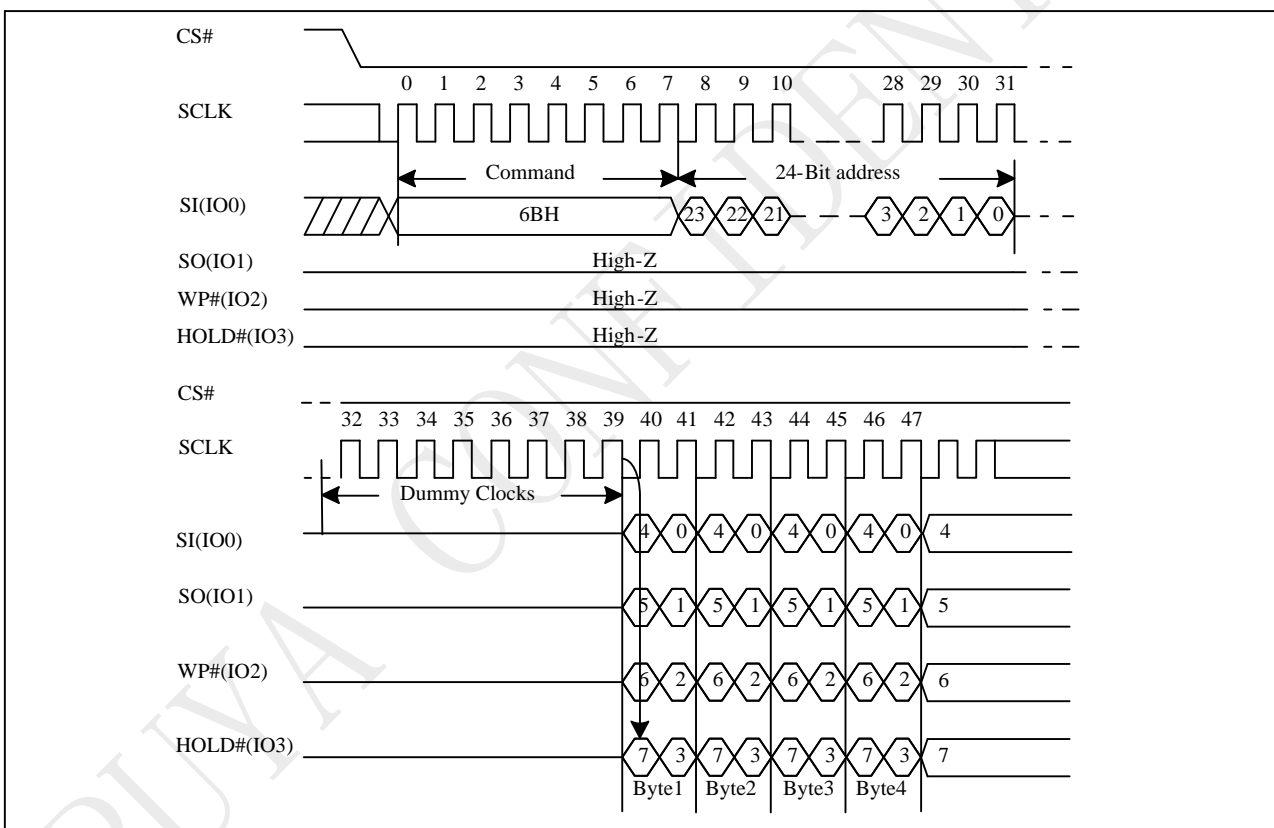 CS#
0 1 2 3 4 5 6 7 8 9 10 28 29 30 31
SCLK
Command 24-Bit address
SI(IO0) 6BH 23 22 21 3 2 1 0
SO(IO1) High-Z
WP#(IO2) High-Z
HOLD#(IO3) High-Z
CS#
32 33 34 35 36 37 38 39 40 41 42 43 44 45 46 47
SCLK
Dummy Clocks
SI(IO0) 4 0 4 0 4 0 4 0 4
SO(IO1) 5 1 5 1 5 1 5 1 5
WP#(IO2) 6 2 6 2 6 2 6 2 6
HOLD#(IO3) 7 3 7 3 7 3 7 3 7
Byte1 Byte2 Byte3 Byte4